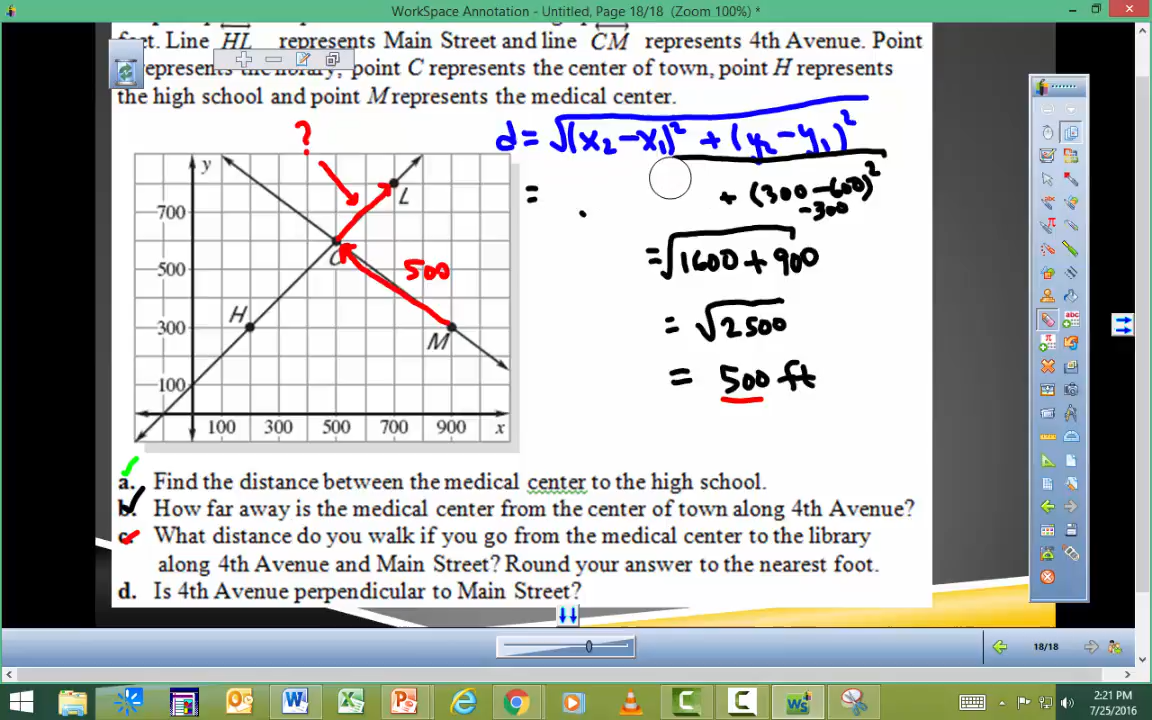 WorkSpace Annotation - Untitled, Page 18/18 (Zoom 100%) *
feet. Line HL represents Main Street and line CM represents 4th Avenue. Point
represents the library, point C represents the center of town, point H represents
the high school and point M represents the medical center.
d = √(x₂ - x₁)² + (y₂ - y₁)²
?
y
L
= + (300 - 600)²
-300
700
C
= √1600 + 900
500
500
H
300
M
= √2500
100
= 500 ft
100 300 500 700 900 x
a. Find the distance between the medical center to the high school.
b. How far away is the medical center from the center of town along 4th Avenue?
c. What distance do you walk if you go from the medical center to the library
along 4th Avenue and Main Street? Round your answer to the nearest foot.
d. Is 4th Avenue perpendicular to Main Street?
18/18
2:21 PM
7/25/2016